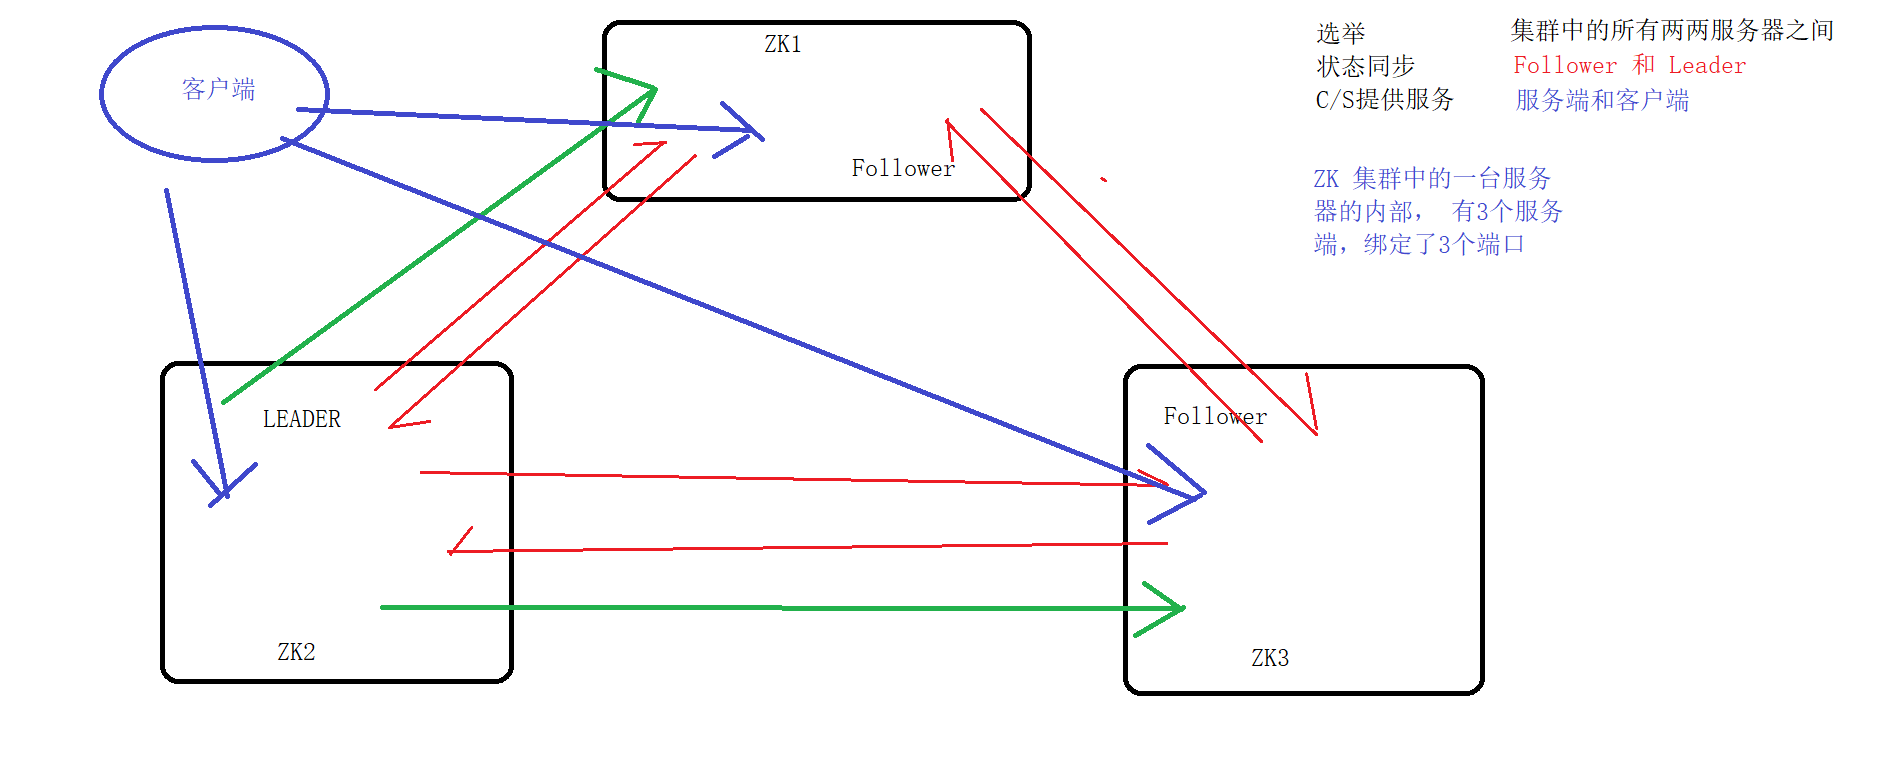 ZK1
客户端
Follower
选举 集群中的所有两两服务器之间
状态同步 Follower 和 Leader
C/S提供服务 服务端和客户端
ZK 集群中的一台服务
器的内部， 有3个服务
端，绑定了3个端口
LEADER
Follower
ZK2
ZK3